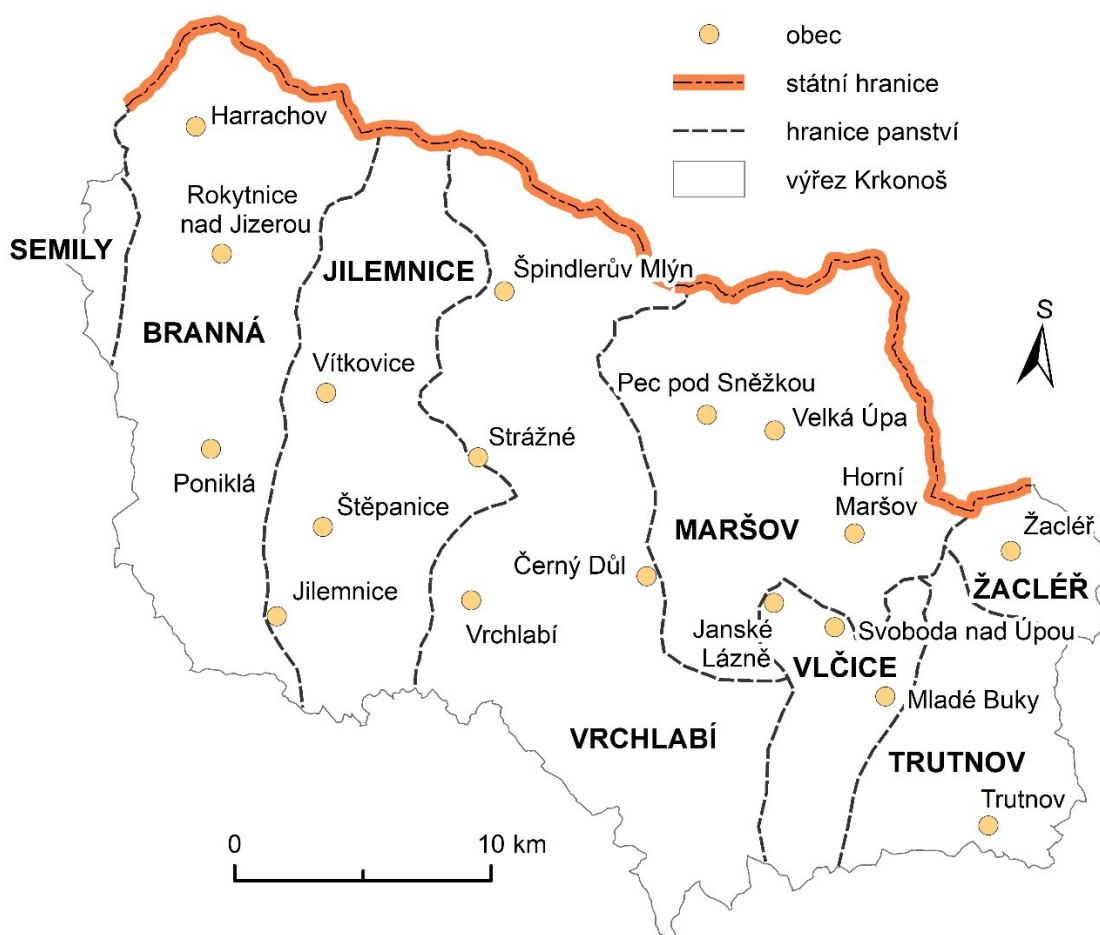 obec
státní hranice
hranice panství
výřez Krkonoš
Harrachov
Rokytnice
nad Jizerou
SEMILY
JILEMNICE
Špindlerův Mlýn
S
BRANNÁ
Vítkovice
Pec pod Sněžkou
Velká Úpa
Strážné
Poniklá
Horní
Maršov
Štěpanice
MARŠOV
Žacléř
Černý Důl
ŽACLÉŘ
Jilemnice
Vrchlabí
Janské
Lázně
Svoboda nad Úpou
VLČICE
Mladé Buky
VRCHLABÍ
TRUTNOV
Trutnov
0
10 km